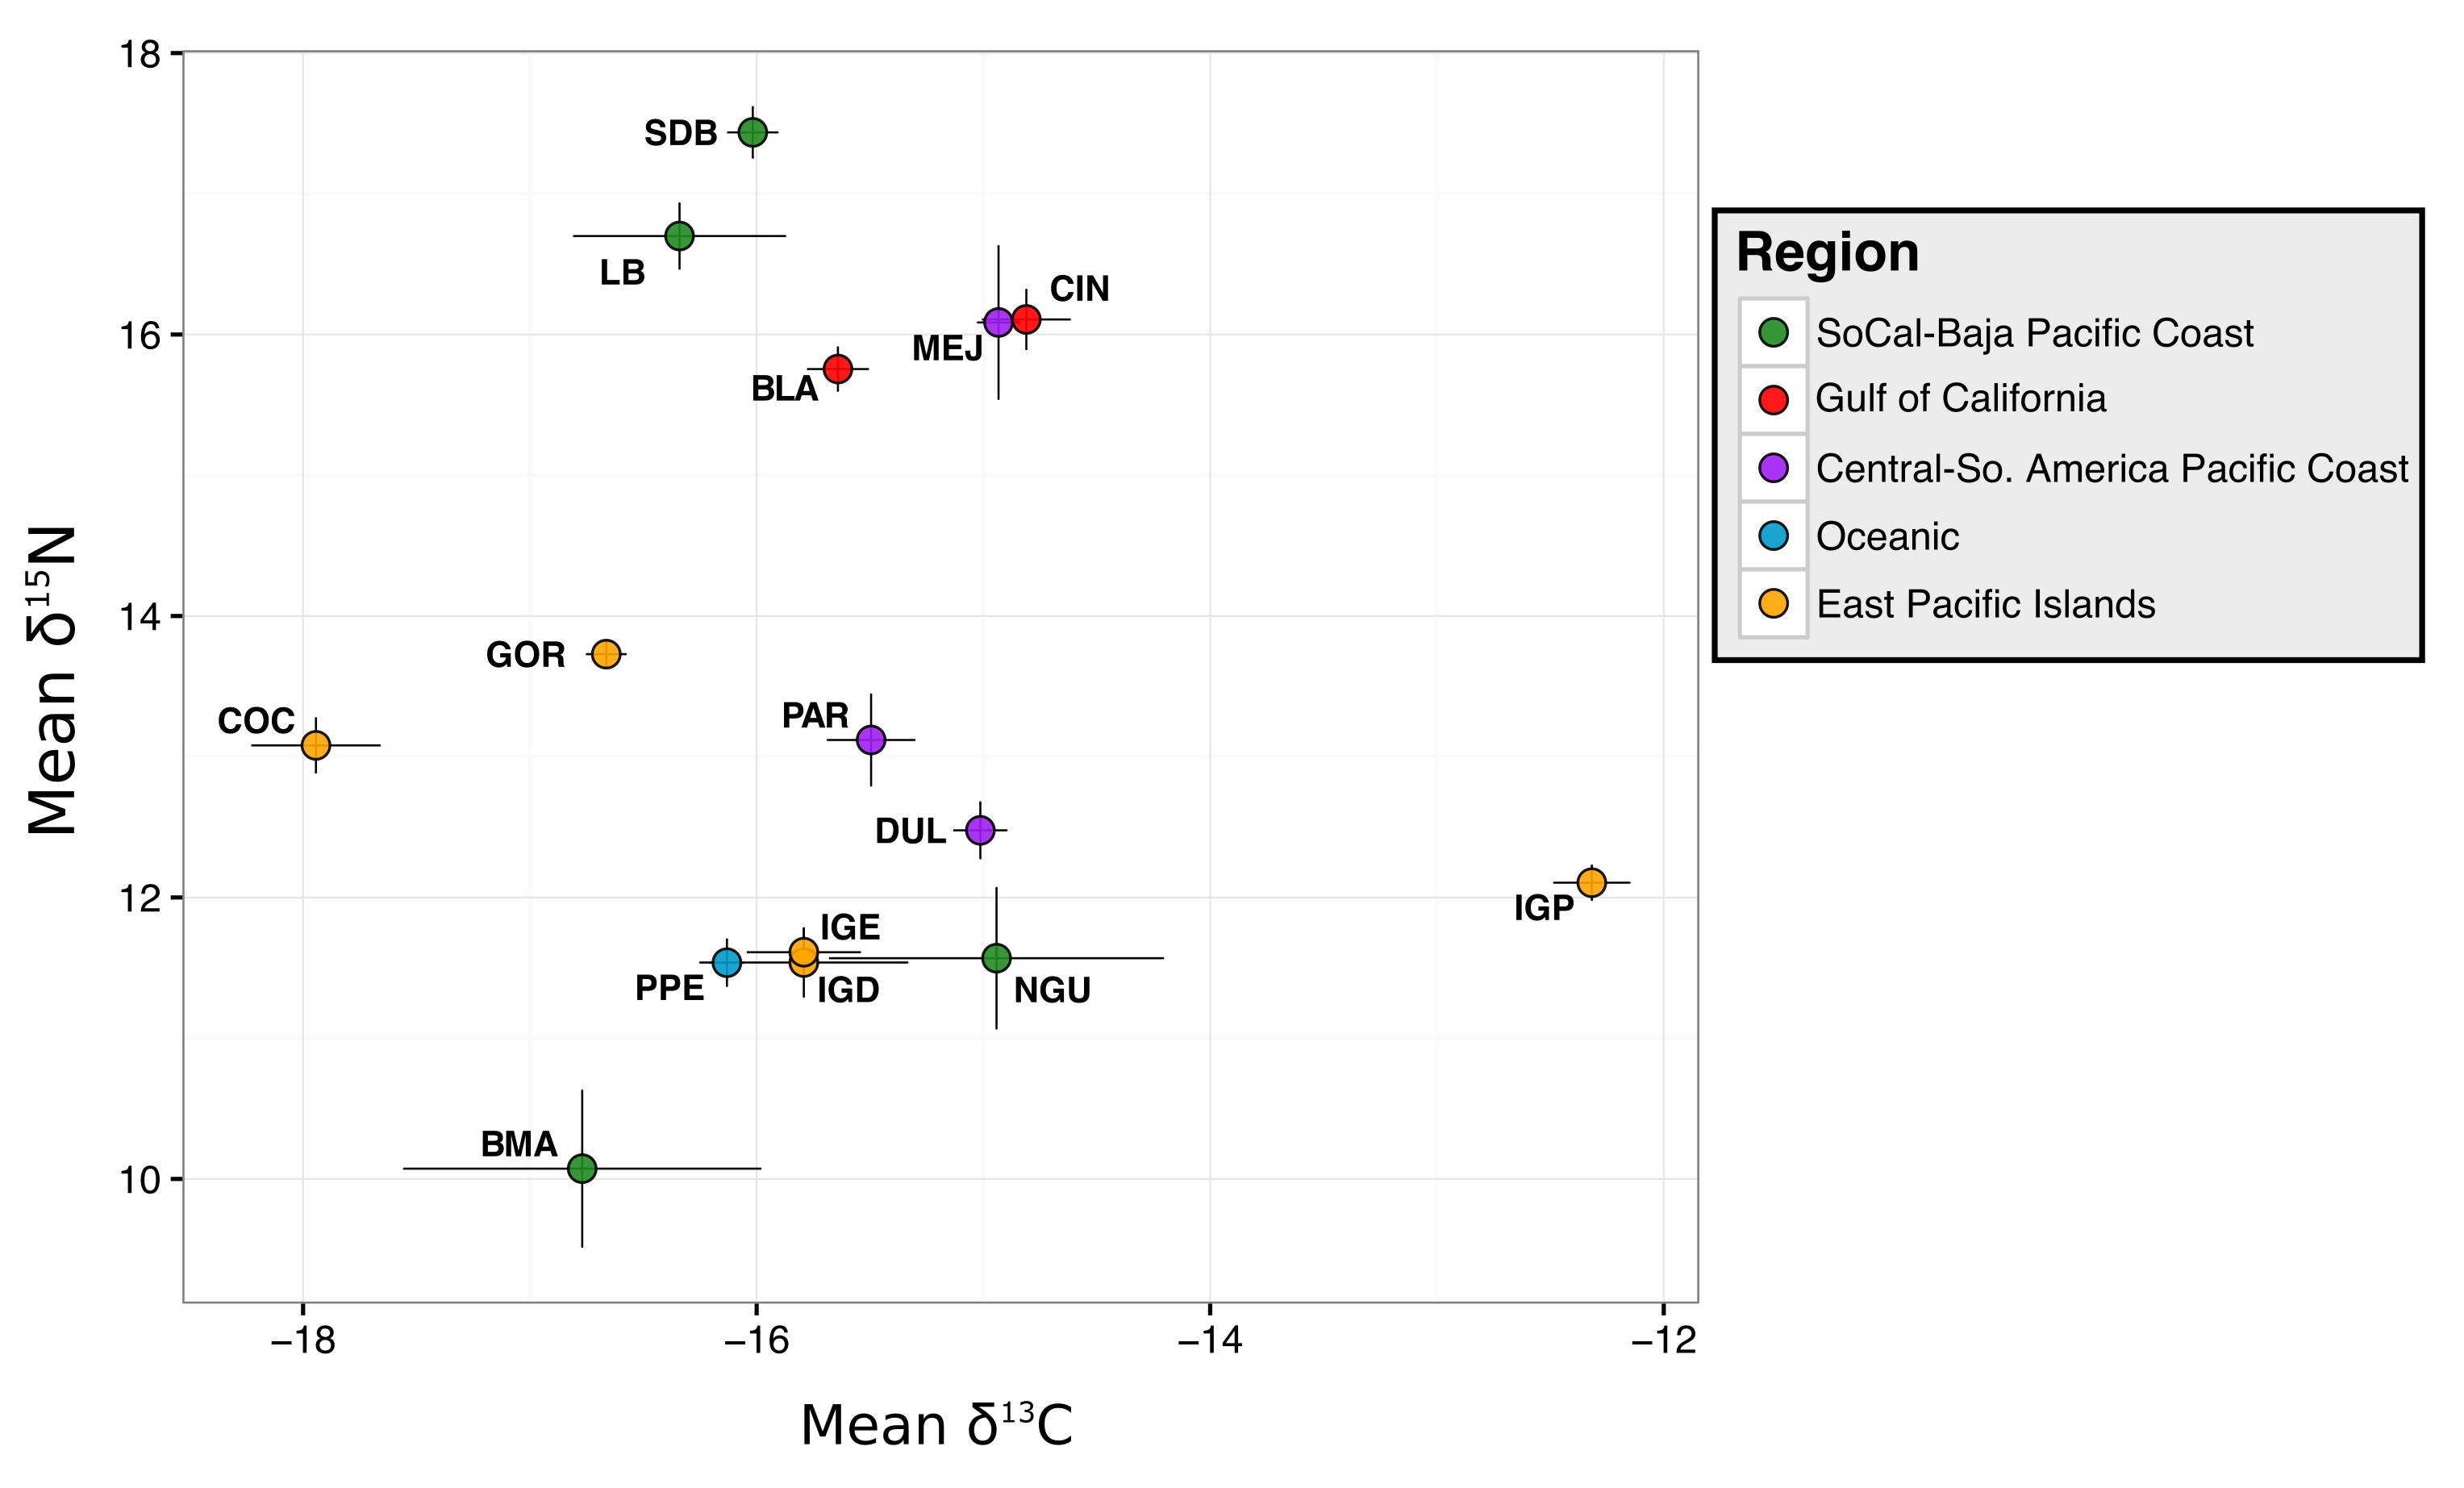 18
16
14
12
10
Mean δ¹⁵N
SDB
LB
CIN
MEJ
BLA
GOR
COC
PAR
DUL
IGP
IGE
PPE
IGD
NGU
BMA
−18
−16
−14
−12
Mean δ¹³C
Region
SoCal-Baja Pacific Coast
Gulf of California
Central-So. America Pacific Coast
Oceanic
East Pacific Islands